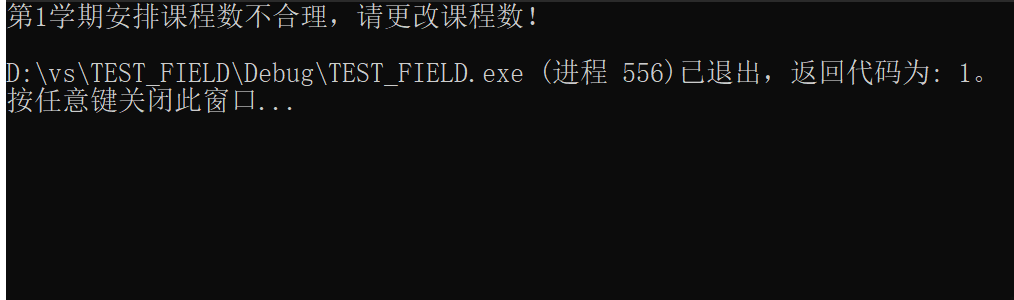 第1学期安排课程数不合理，请更改课程数！
D:\vs\TEST_FIELD\Debug\TEST_FIELD.exe (进程 556)已退出，返回代码为: 1。
按任意键关闭此窗口...